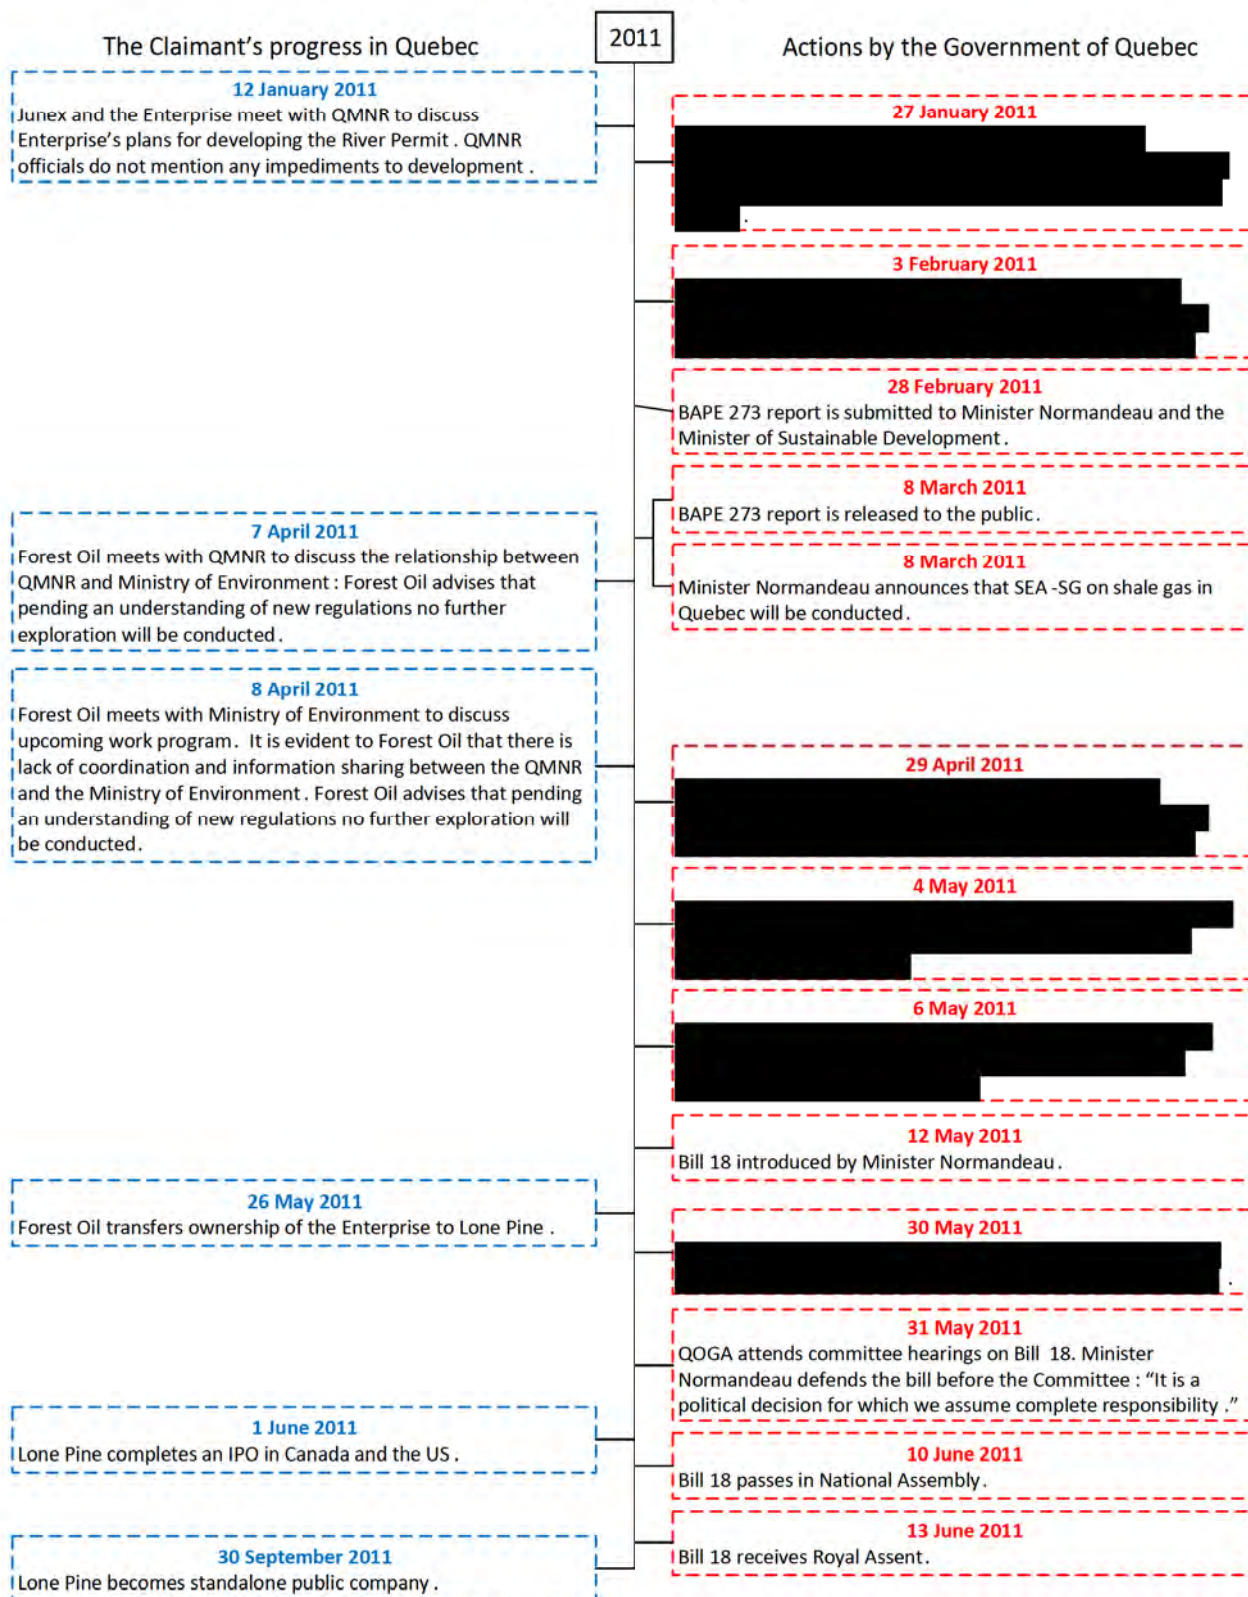 2011
The Claimant's progress in Quebec
12 January 2011
Junex and the Enterprise meet with QMNR to discuss
Enterprise's plans for developing the River Permit . QMNR
officials do not mention any impediments to development .
7 April 2011
Forest Oil meets with QMNR to discuss the relationship between
QMNR and Ministry of Environment : Forest Oil advises that
pending an understanding of new regulations no further
exploration will be conducted .
8 April 2011
Forest Oil meets with Ministry of Environment to discuss
upcoming work program. It is evident to Forest Oil that there is
lack of coordination and information sharing between the QMNR
and the Ministry of Environment . Forest Oil advises that pending
an understanding of new regulations no further exploration will
be conducted.
26 May 2011
Forest Oil transfers ownership of the Enterprise to Lone Pine .
1 June 2011
Lone Pine completes an IPO in Canada and the US .
30 September 2011
Lone Pine becomes standalone public company .
Actions by the Government of Quebec
27 January 2011
.
3 February 2011
28 February 2011
BAPE 273 report is submitted to Minister Normandeau and the
Minister of Sustainable Development .
8 March 2011
BAPE 273 report is released to the public.
8 March 2011
Minister Normandeau announces that SEA -SG on shale gas in
Quebec will be conducted .
29 April 2011
4 May 2011
6 May 2011
12 May 2011
Bill 18 introduced by Minister Normandeau .
30 May 2011
.
31 May 2011
QOGA attends committee hearings on Bill 18. Minister
Normandeau defends the bill before the Committee : “It is a
political decision for which we assume complete responsibility .”
10 June 2011
Bill 18 passes in National Assembly.
13 June 2011
Bill 18 receives Royal Assent.